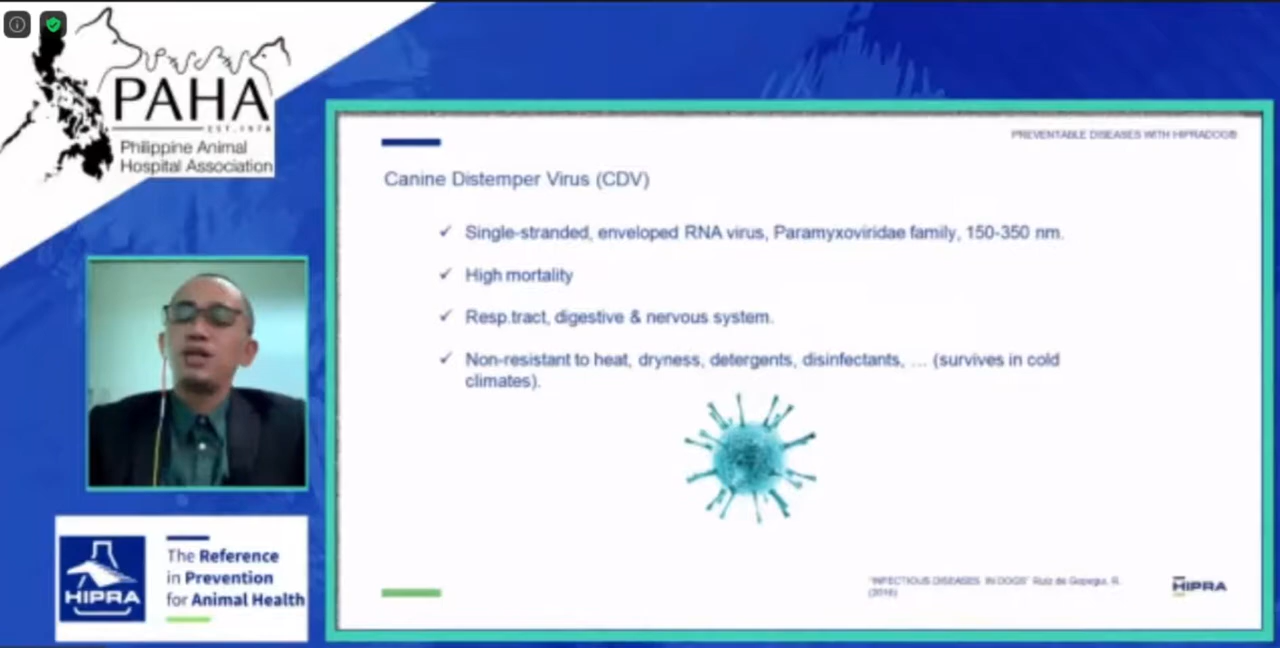 PAHA
EST. 1978
Philippine Animal
Hospital Association
PREVENTABLE DISEASES WITH HIPRADOG®
Canine Distemper Virus (CDV)
✓ Single-stranded, enveloped RNA virus, Paramyxoviridae family, 150-350 nm.
✓ High mortality
✓ Resp.tract, digestive & nervous system.
✓ Non-resistant to heat, dryness, detergents, disinfectants, … (survives in cold
climates).
HIPRA
The Reference
in Prevention
for Animal Health
"INFECTIOUS DISEASES IN DOGS" Ruiz de Gopegui, R.
(2016)
HIPRA